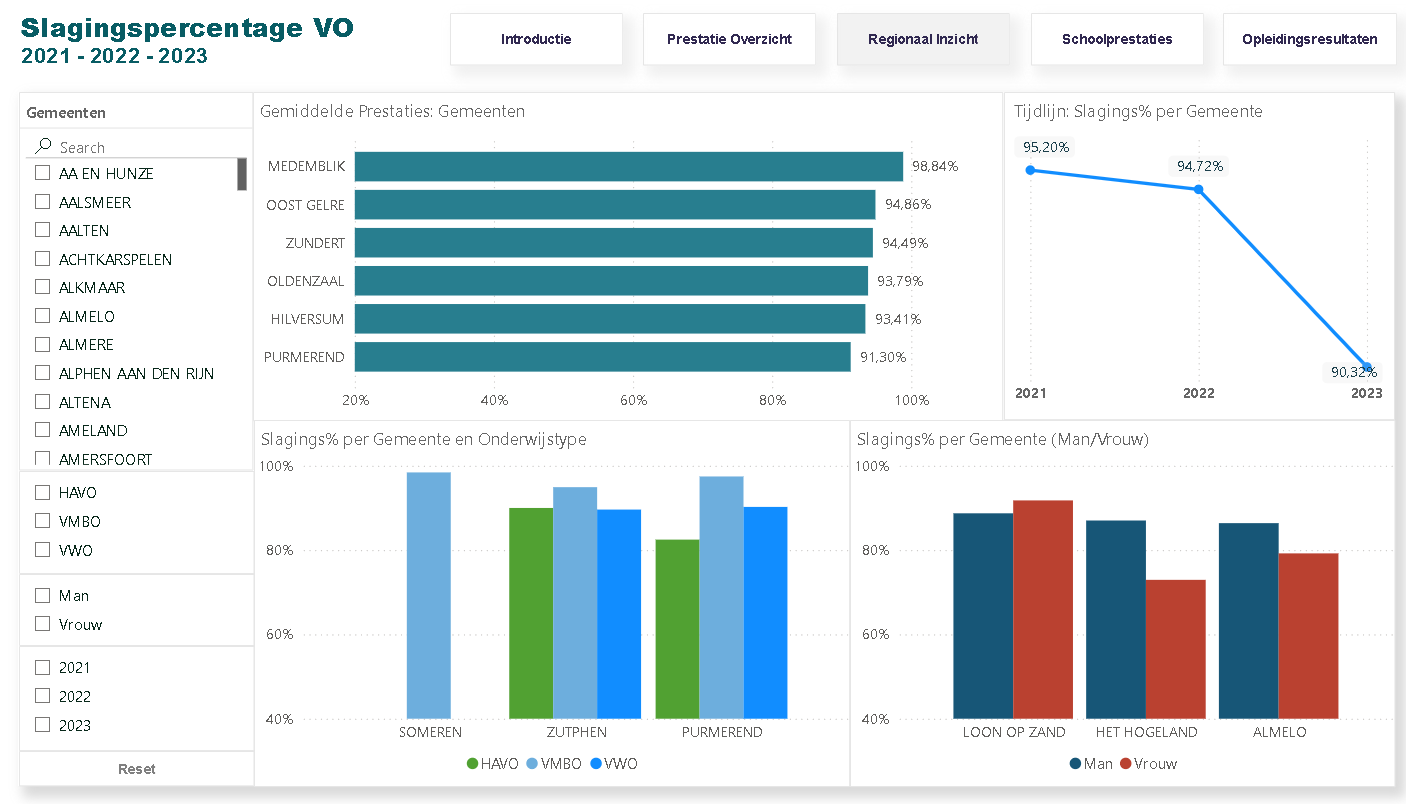 Slagingspercentage VO
2021 - 2022 - 2023
Introductie
Prestatie Overzicht
Regionaal Inzicht
Schoolprestaties
Opleidingsresultaten
Gemeenten
Search
AA EN HUNZE
AALSMEER
AALTEN
ACHTKARSPELEN
ALKMAAR
ALMELO
ALMERE
ALPHEN AAN DEN RIJN
ALTENA
AMELAND
AMERSFOORT
HAVO
VMBO
VWO
Man
Vrouw
2021
2022
2023
Reset
Gemiddelde Prestaties: Gemeenten
MEDEMBLIK 98,84%
OOST GELRE 94,86%
ZUNDERT 94,49%
OLDENZAAL 93,79%
HILVERSUM 93,41%
PURMEREND 91,30%
20% 40% 60% 80% 100%
Tijdlijn: Slagings% per Gemeente
95,20%
94,72%
90,32%
2021 2022 2023
Slagings% per Gemeente en Onderwijstype
100%
80%
60%
40%
SOMEREN ZUTPHEN PURMEREND
HAVO VMBO VWO
Slagings% per Gemeente (Man/Vrouw)
100%
80%
60%
40%
LOON OP ZAND HET HOGELAND ALMELO
Man Vrouw